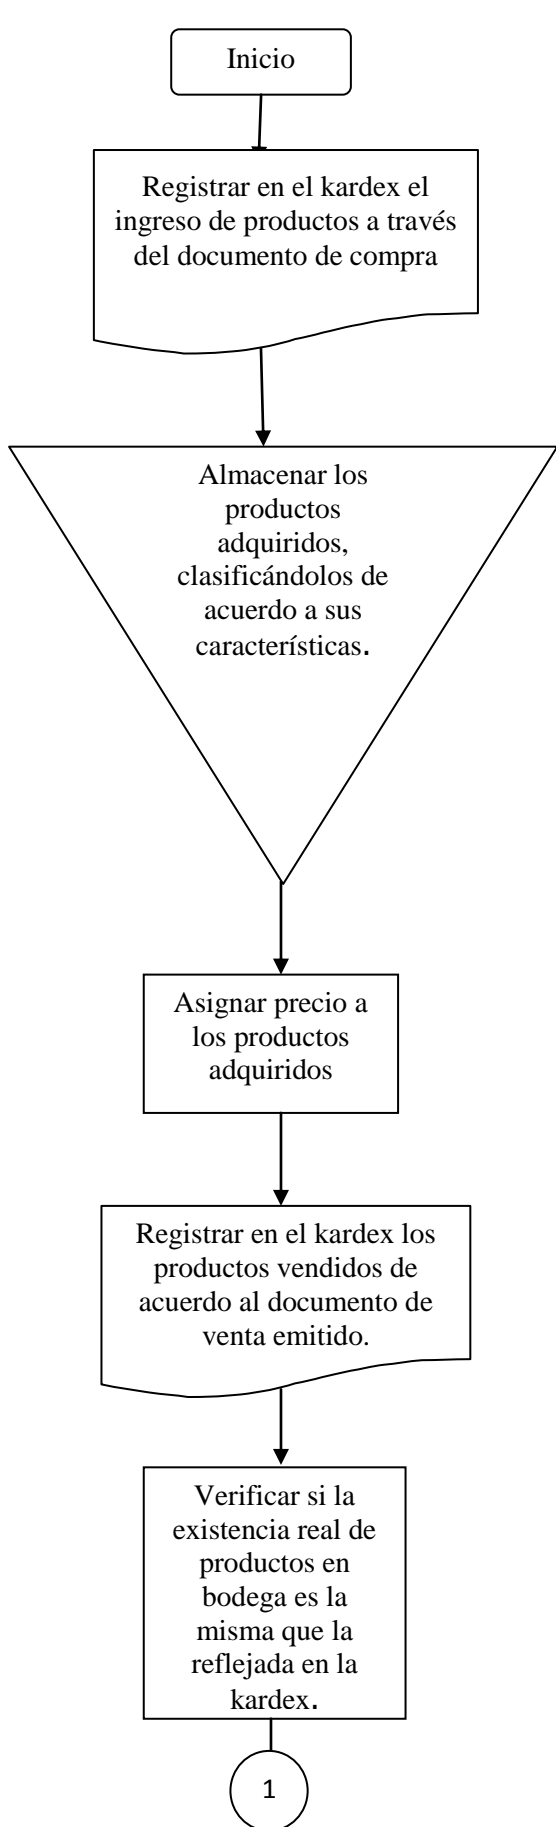 Inicio
Registrar en el kardex el
ingreso de productos a través
del documento de compra
Almacenar los
productos
adquiridos,
clasificándolos de
acuerdo a sus
características.
Asignar precio a
los productos
adquiridos
Registrar en el kardex los
productos vendidos de
acuerdo al documento de
venta emitido.
Verificar si la
existencia real de
productos en
bodega es la
misma que la
reflejada en la
kardex.
1